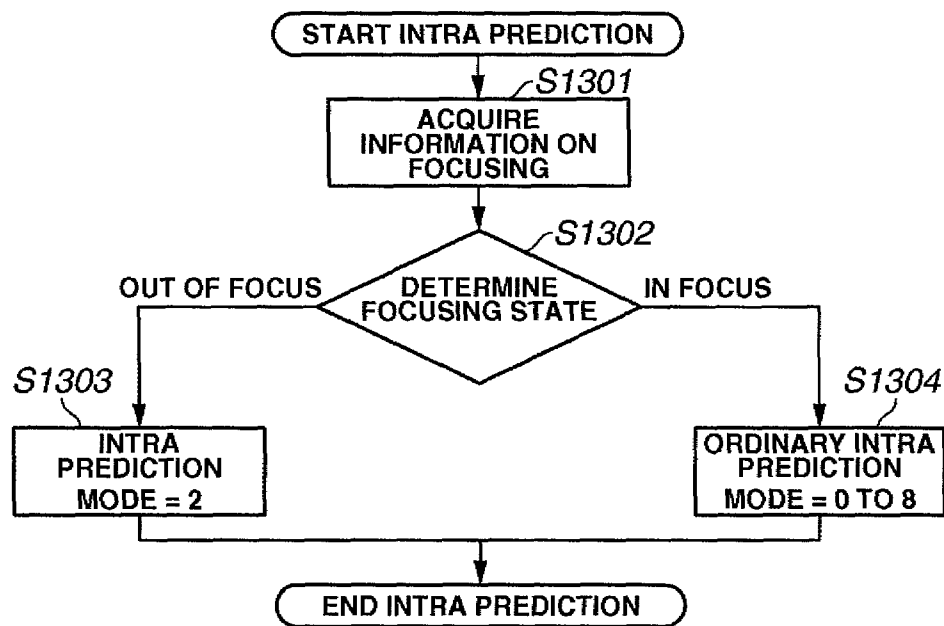 START INTRA PREDICTION
S1301
ACQUIRE
INFORMATION ON
FOCUSING
S1302
OUT OF FOCUS
DETERMINE
FOCUSING STATE
IN FOCUS
S1303
INTRA
PREDICTION
MODE = 2
S1304
ORDINARY INTRA
PREDICTION
MODE = 0 TO 8
END INTRA PREDICTION